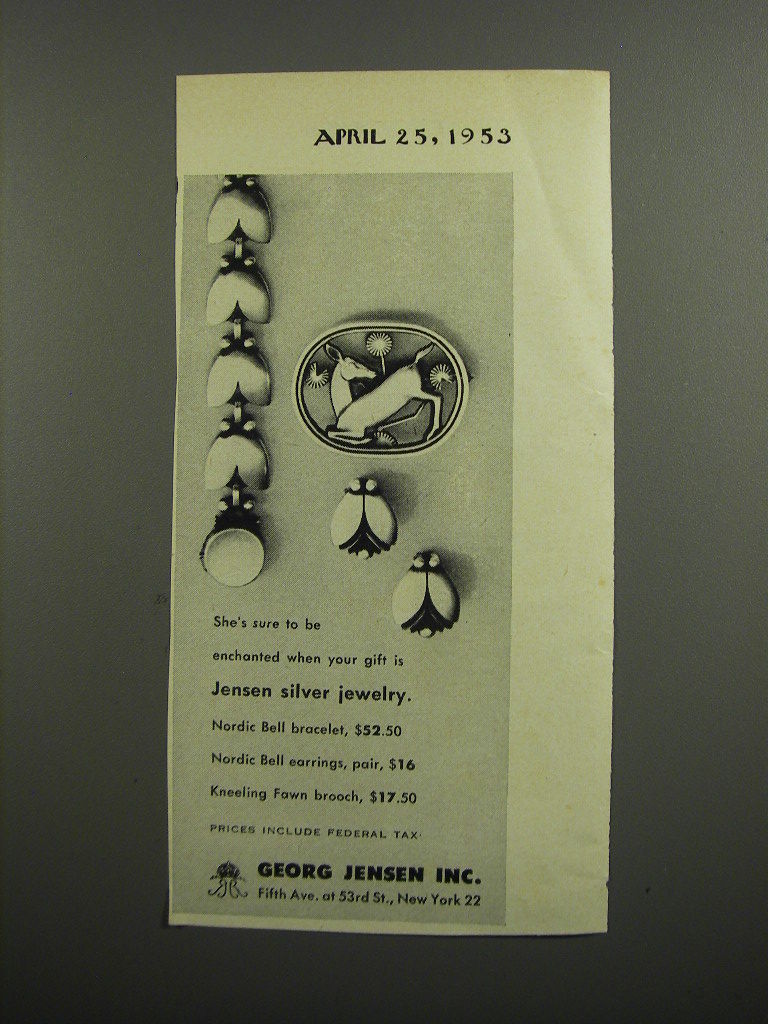 APRIL 25, 1953
She's sure to be
enchanted when your gift is
Jensen silver jewelry.
Nordic Bell bracelet, $52.50
Nordic Bell earrings, pair, $16
Kneeling Fawn brooch, $17.50
PRICES INCLUDE FEDERAL TAX.
GEORG JENSEN INC.
Fifth Ave. at 53rd St., New York 22